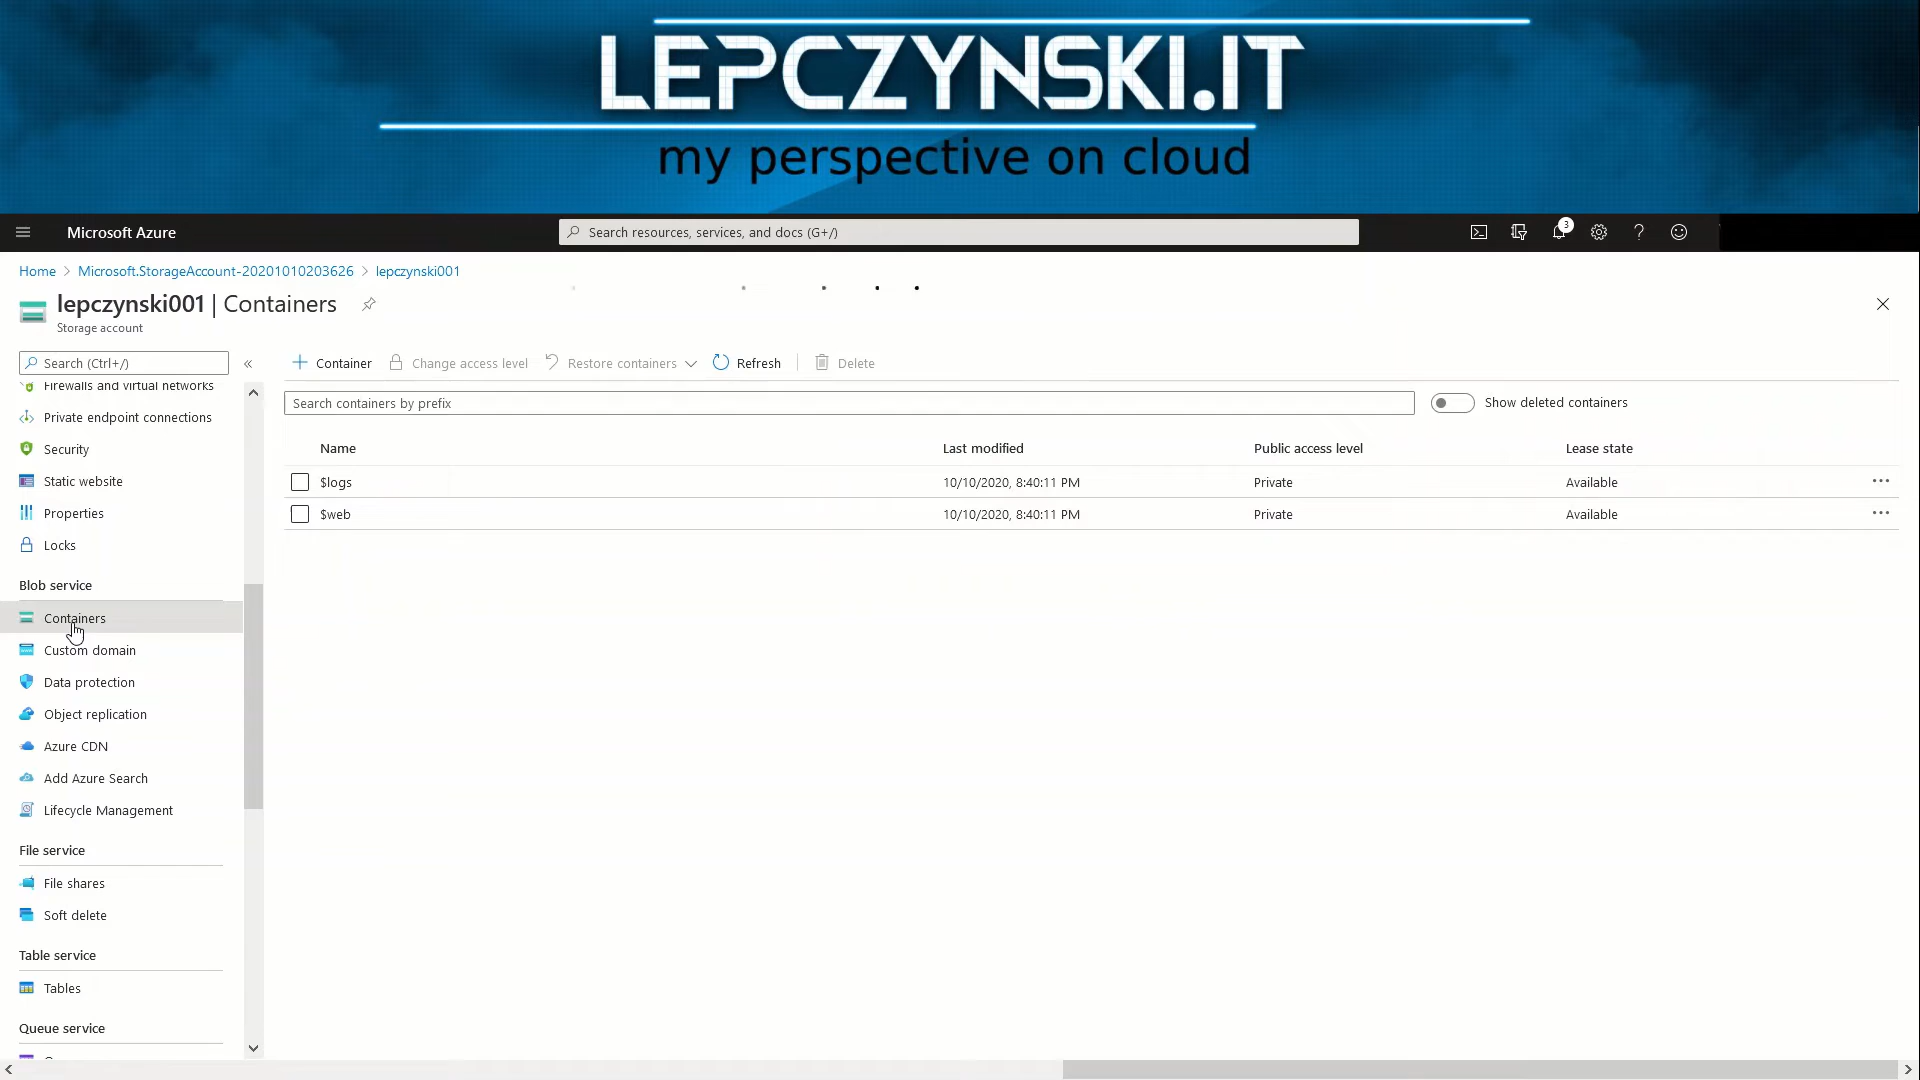 LEPCZYNSKI.IT
my perspective on cloud
Microsoft Azure
Search resources, services, and docs (G+/)
3
Home > Microsoft.StorageAccount-20201010203626 > lepczynski001
lepczynski001 | Containers
Storage account
Search (Ctrl+/)
«
Container
Change access level
Restore containers
Refresh
Delete
Search containers by prefix
Show deleted containers
Name Last modified Public access level Lease state
$logs 10/10/2020, 8:40:11 PM Private Available ...
$web 10/10/2020, 8:40:11 PM Private Available ...
Firewalls and virtual networks
Private endpoint connections
Security
Static website
Properties
Locks
Blob service
Containers
Custom domain
Data protection
Object replication
Azure CDN
Add Azure Search
Lifecycle Management
File service
File shares
Soft delete
Table service
Tables
Queue service